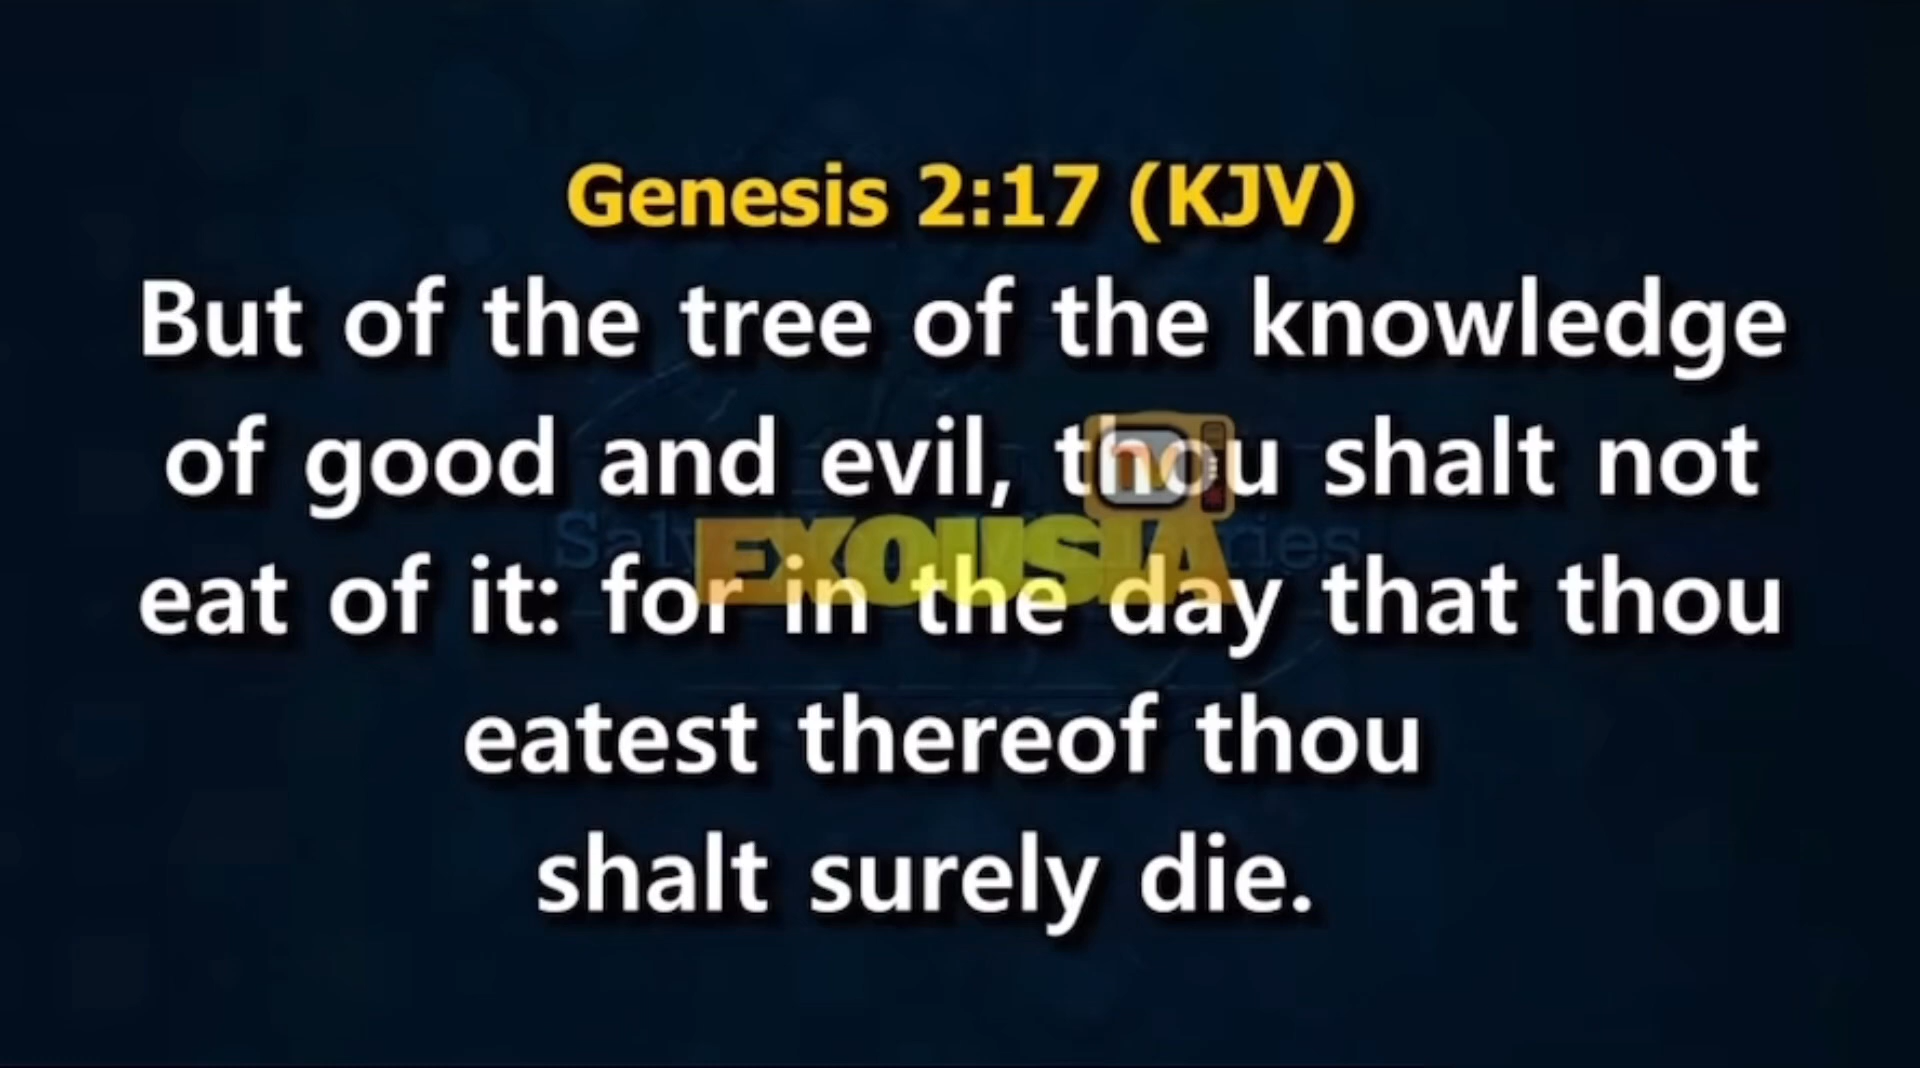 Genesis 2:17 (KJV)
But of the tree of the knowledge
of good and evil, thou shalt not
EXOUSIA
eat of it: for in the day that thou
eatest thereof thou
shalt surely die.